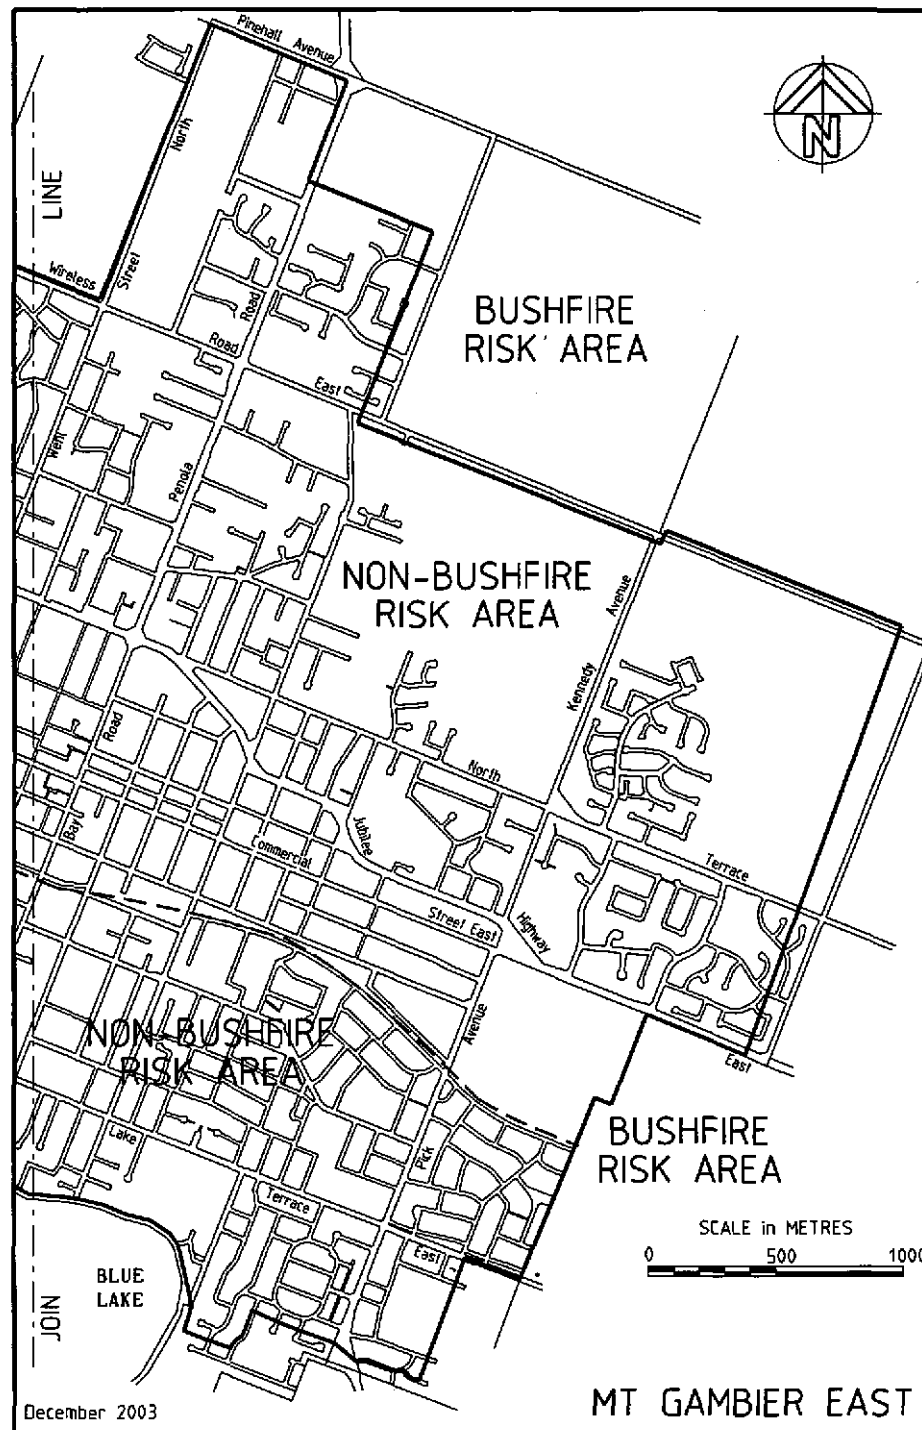 Pinehall Avenue
N
North
LINE
Street
Wireless
Road
Road
East
BUSHFIRE
RISK AREA
Went
Penola
NON-BUSHFIRE
RISK AREA
Avenue
Kennedy
Road
North
Bay
Jubilee
Commercial
Terrace
Street East
Highway
NON-BUSHFIRE
RISK AREA
Avenue
East
BUSHFIRE
RISK AREA
Lake
Pick
Terrace
East
SCALE in METRES
0 500 1000
BLUE
LAKE
JOIN
December 2003
MT GAMBIER EAST